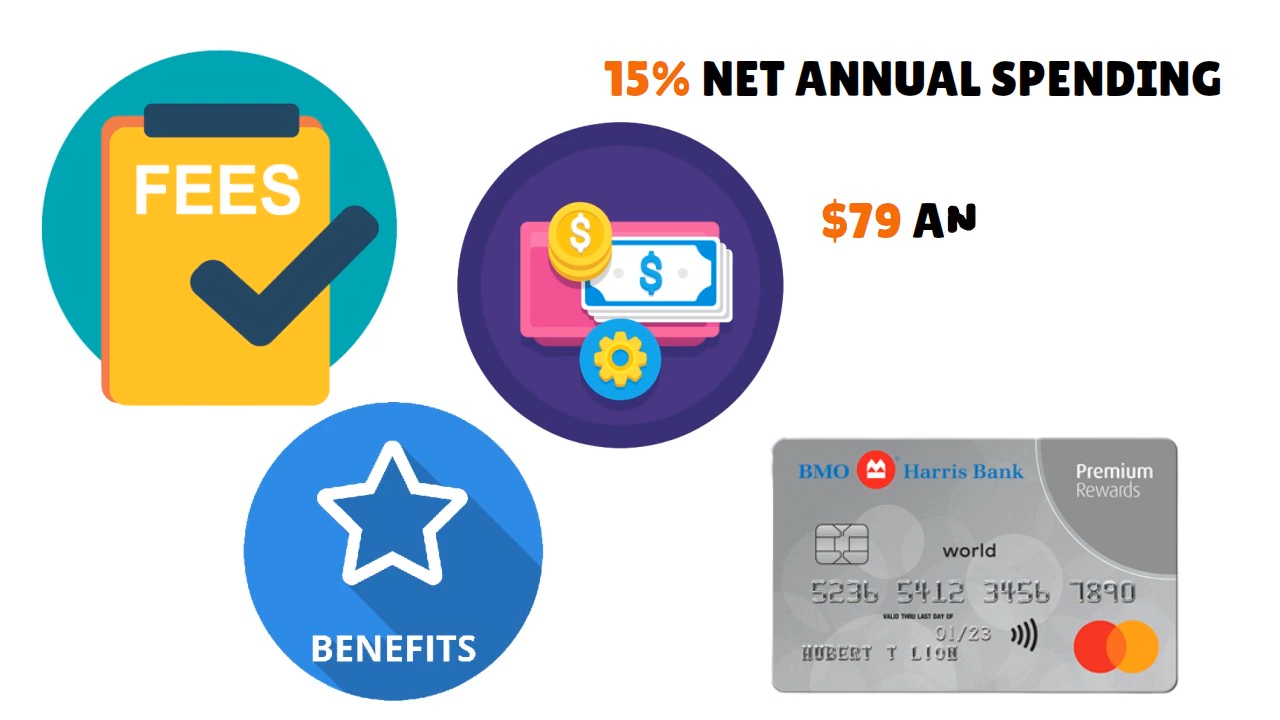 15% NET ANNUAL SPENDING
FEES
$79 AN
$
$
BMO Harris Bank
Premium
Rewards
world
5236 5412 3456 7890
VALID THRU LAST DAY OF
01/23
HUBERT T LION
BENEFITS